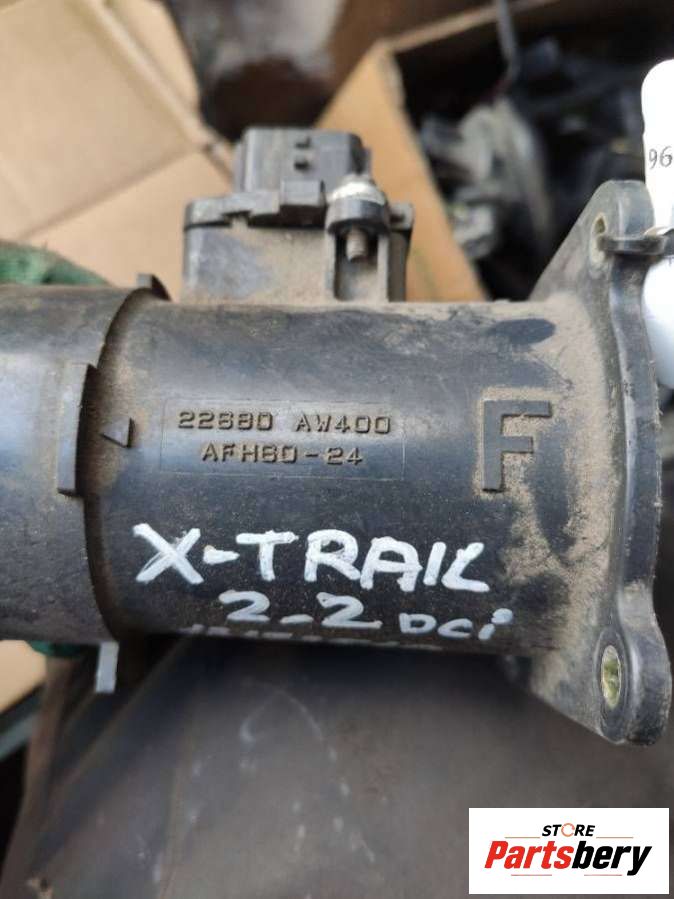 96
22680 AW400
AFH60-24
F
X-TRAIL
2-2 DCi
STORE
Partsbery